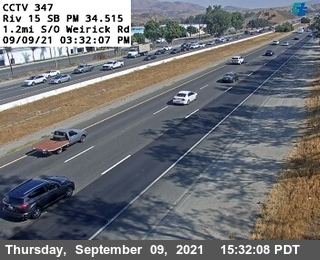 CCTV 347
Riv 15 SB PM 34.515
1.2mi S/O Weirick Rd
09/09/21 03:32:07 PM
Thursday, September 09, 2021 15:32:08 PDT